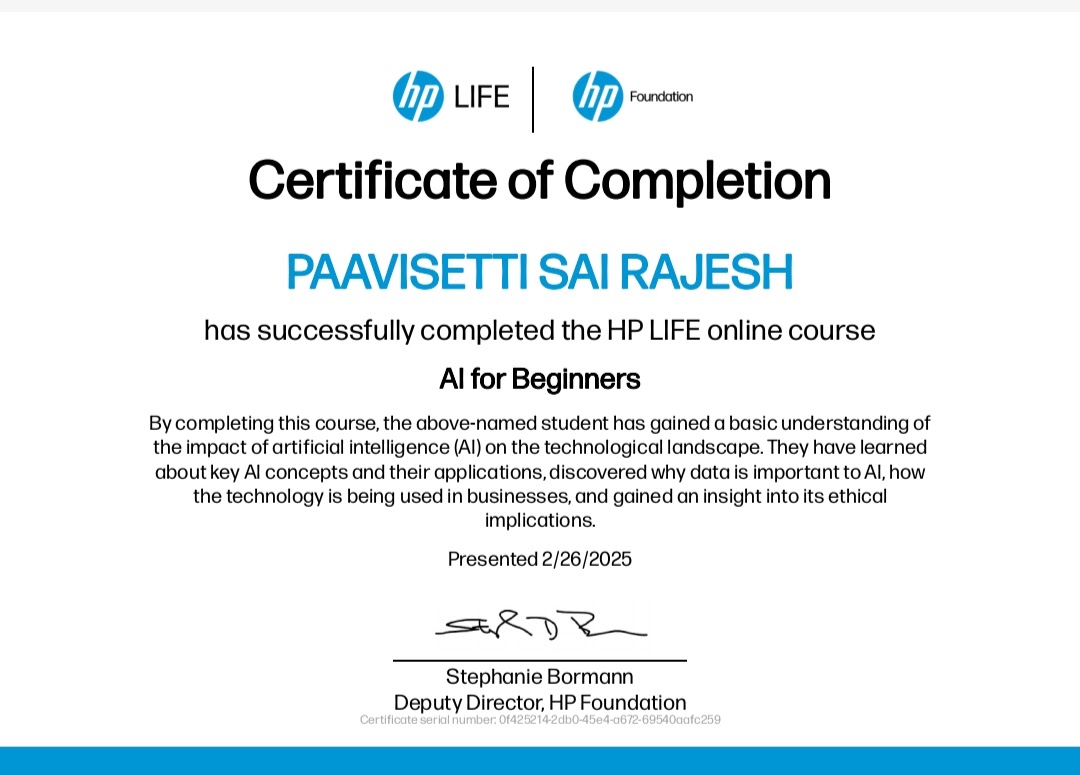 hp LIFE hp Foundation
Certificate of Completion
PAAVISETTI SAI RAJESH
has successfully completed the HP LIFE online course
AI for Beginners
By completing this course, the above-named student has gained a basic understanding of
the impact of artificial intelligence (AI) on the technological landscape. They have learned
about key AI concepts and their applications, discovered why data is important to AI, how
the technology is being used in businesses, and gained an insight into its ethical
implications.
Presented 2/26/2025
Stephanie Bormann
Deputy Director, HP Foundation
Certificate serial number: 0f425214-2db0-45e4-a672-69540aafc259